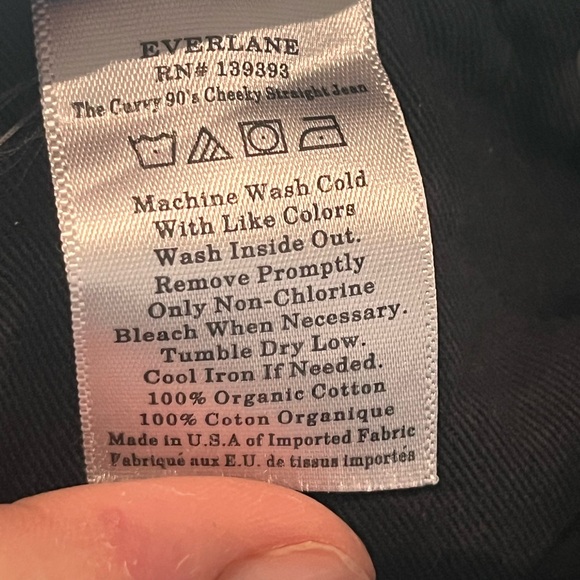 EVERLANE
RN# 139393
The Curvy 90's Cheeky Straight Jean
Machine Wash Cold
With Like Colors
Wash Inside Out.
Remove Promptly
Only Non-Chlorine
Bleach When Necessary.
Tumble Dry Low.
Cool Iron If Needed.
100% Organic Cotton
100% Coton Organique
Made in U.S.A of Imported Fabric
Fabriqué aux E.U. de tissus importés